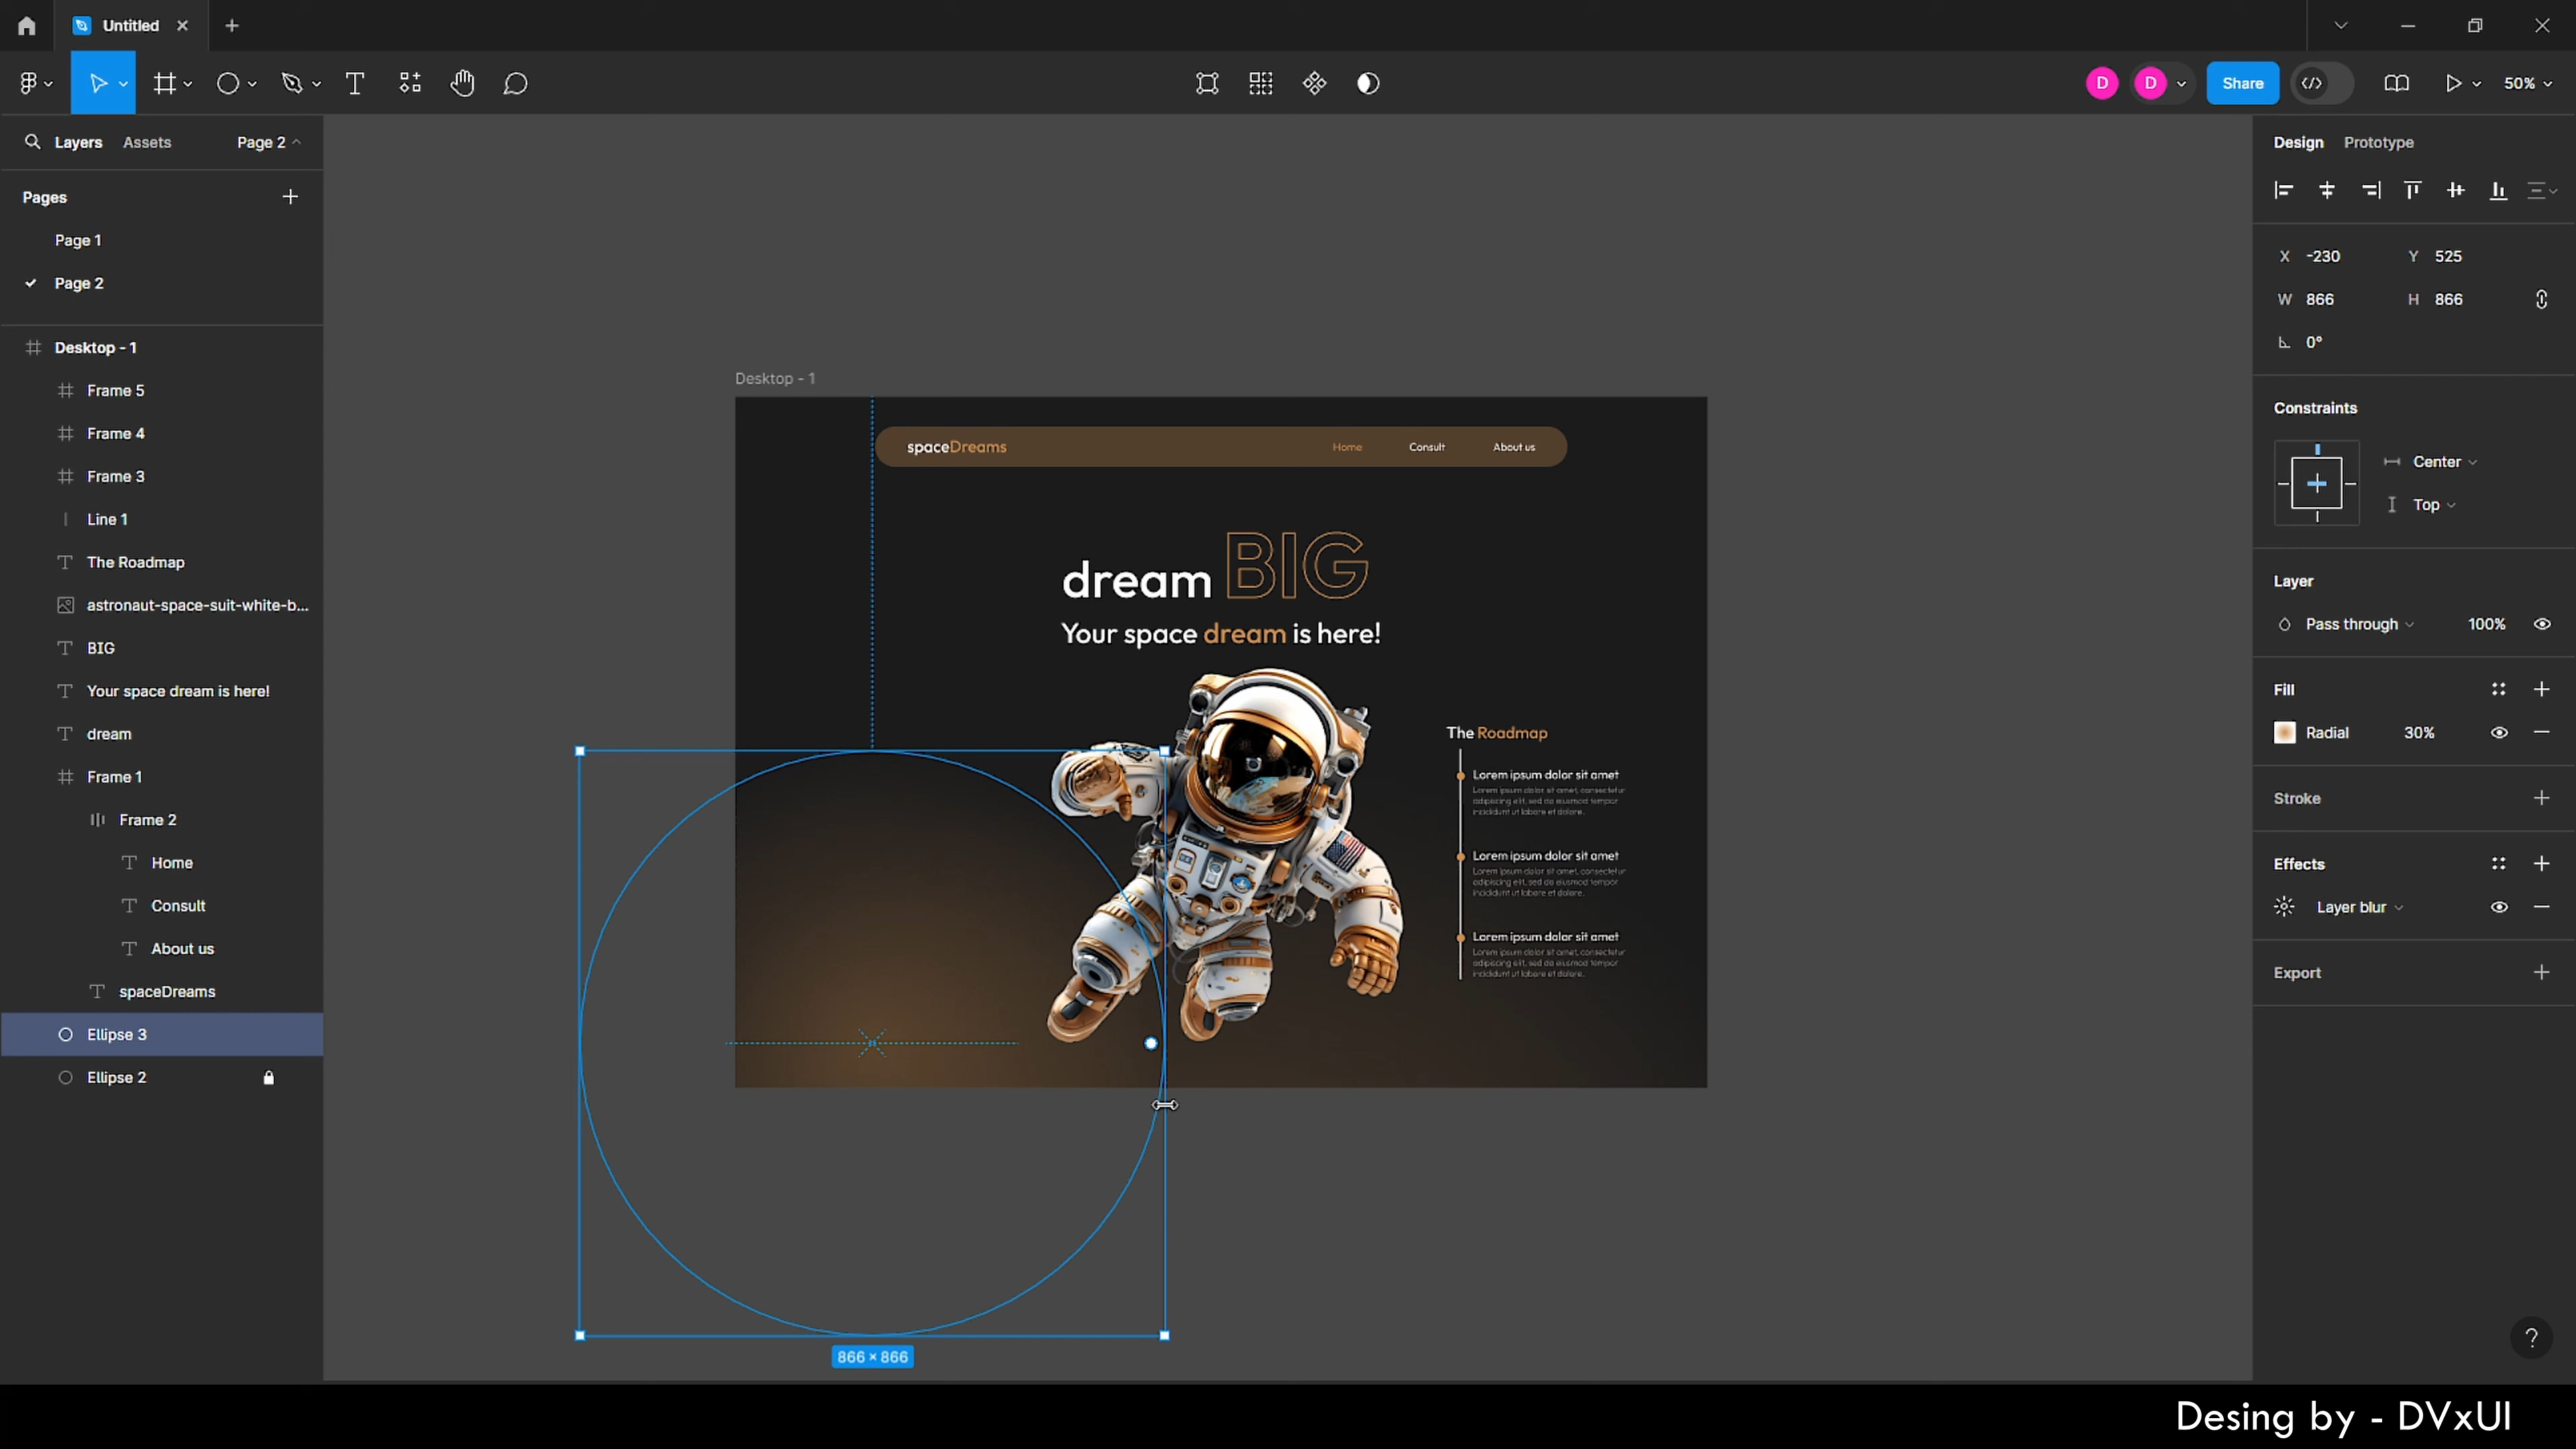 Untitled
Share
50%
Layers
Assets
Page 2
Pages
Page 1
Page 2
Desktop - 1
Frame 5
Frame 4
Frame 3
Line 1
The Roadmap
astronaut-space-suit-white-b...
BIG
Your space dream is here!
dream
Frame 1
Frame 2
Home
Consult
About us
spaceDreams
Ellipse 3
Ellipse 2
Desktop - 1
spaceDreams
Home
Consult
About us
dream BIG
Your space dream is here!
The Roadmap
Lorem ipsum dolor sit amet
Lorem ipsum dolor sit amet, consectetur
adipiscing elit, sed do eiusmod tempor
incididunt ut labore et dolore.
Lorem ipsum dolor sit amet
Lorem ipsum dolor sit amet, consectetur
adipiscing elit, sed do eiusmod tempor
incididunt ut labore et dolore.
Lorem ipsum dolor sit amet
Lorem ipsum dolor sit amet, consectetur
adipiscing elit, sed do eiusmod tempor
incididunt ut labore et dolore.
866 × 866
D
D
Design
Prototype
X -230
Y 525
W 866
H 866
0°
Constraints
Center
Top
Layer
Pass through
100%
Fill
Radial
30%
Stroke
Effects
Layer blur
Export
?
Desing by - DVxUI